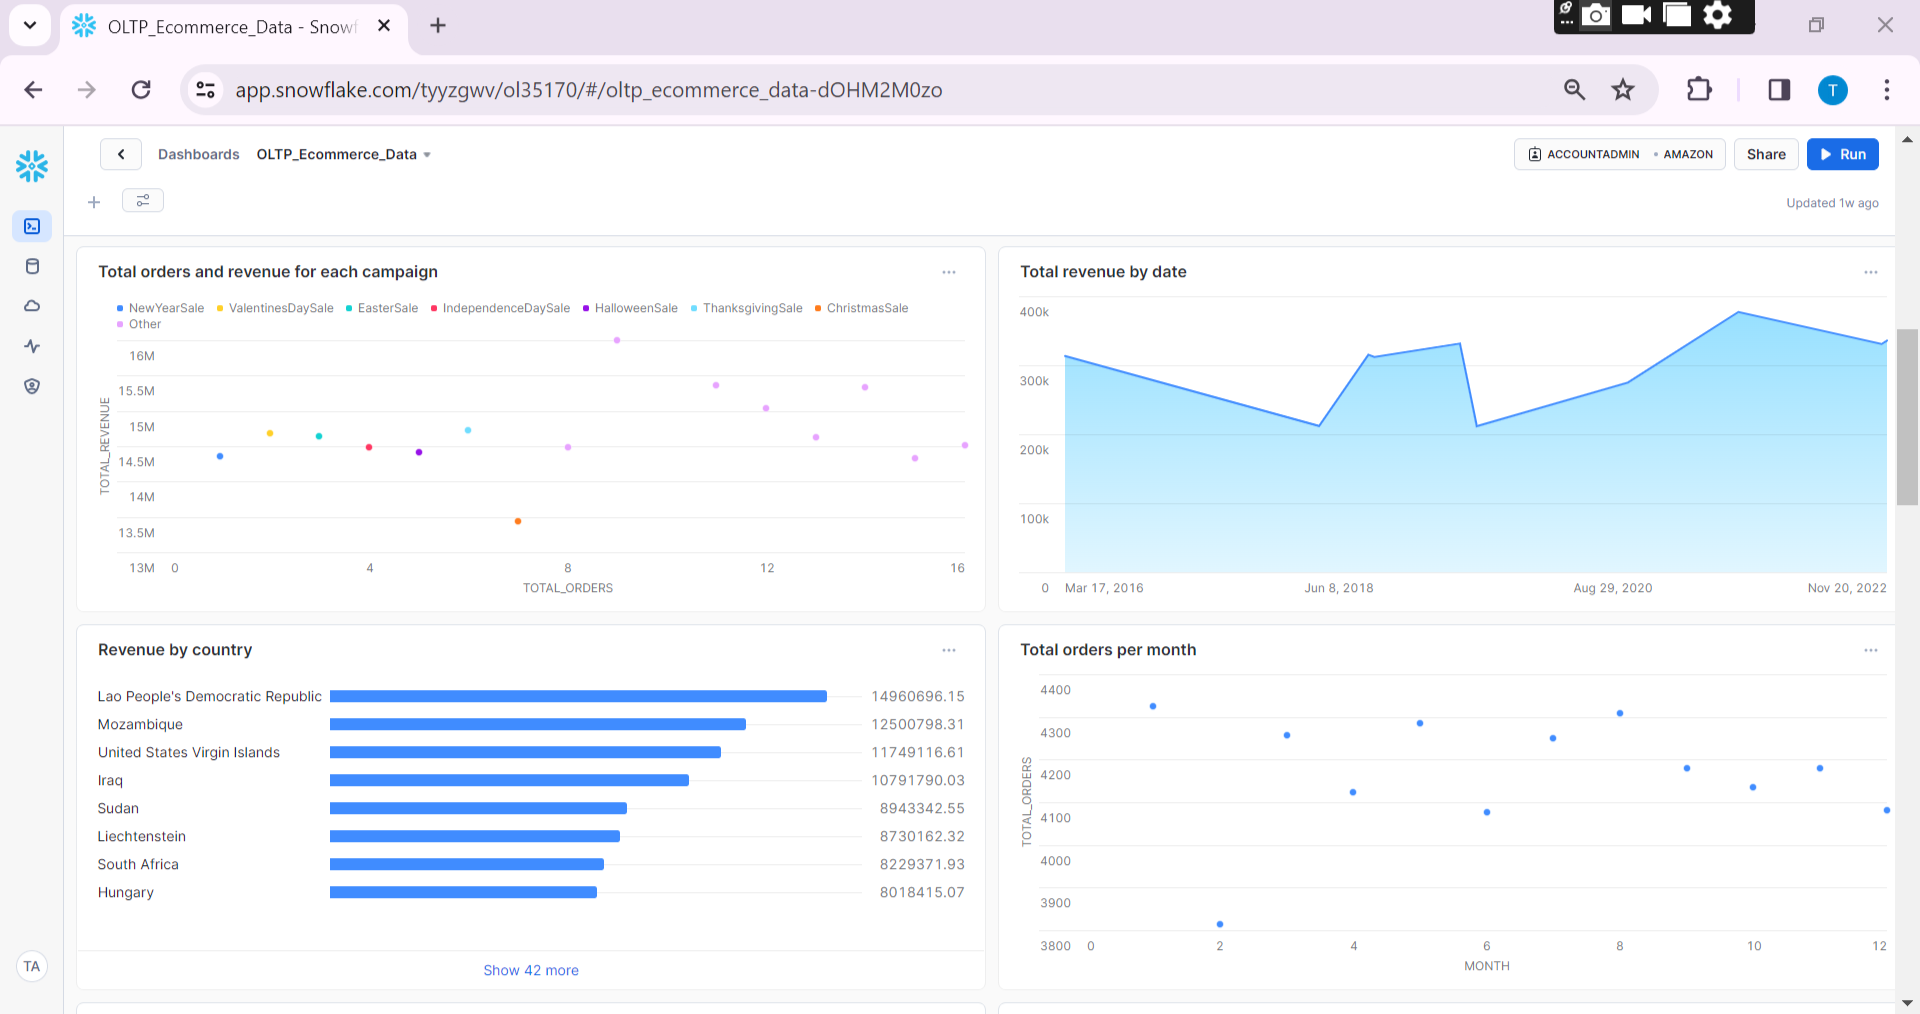 OLTP_Ecommerce_Data - Snowf
app.snowflake.com/tyyzgwv/ol35170/#/oltp_ecommerce_data-dOHM2M0zo
T
Dashboards OLTP_Ecommerce_Data
ACCOUNTADMIN • AMAZON
Share
Run
Updated 1w ago
Total orders and revenue for each campaign
NewYearSale ValentinesDaySale EasterSale IndependenceDaySale HalloweenSale ThanksgivingSale ChristmasSale
Other
TOTAL_REVENUE
16M
15.5M
15M
14.5M
14M
13.5M
13M
0 4 8 12 16
TOTAL_ORDERS
Total revenue by date
400k
300k
200k
100k
0
Mar 17, 2016 Jun 8, 2018 Aug 29, 2020 Nov 20, 2022
Revenue by country
Lao People's Democratic Republic 14960696.15
Mozambique 12500798.31
United States Virgin Islands 11749116.61
Iraq 10791790.03
Sudan 8943342.55
Liechtenstein 8730162.32
South Africa 8229371.93
Hungary 8018415.07
Show 42 more
Total orders per month
TOTAL_ORDERS
4400
4300
4200
4100
4000
3900
3800
0 2 4 6 8 10 12
MONTH
TA